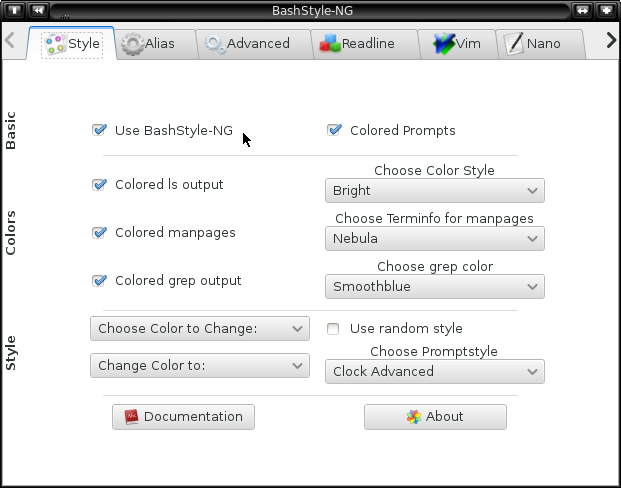 BashStyle-NG
Style Alias Advanced Readline Vim Nano
Basic
Use BashStyle-NG Colored Prompts
Colors
Colored ls output
Choose Color Style
Bright
Colored manpages
Choose Terminfo for manpages
Nebula
Colored grep output
Choose grep color
Smoothblue
Style
Choose Color to Change: Use random style
Change Color to:
Choose Promptstyle
Clock Advanced
Documentation About